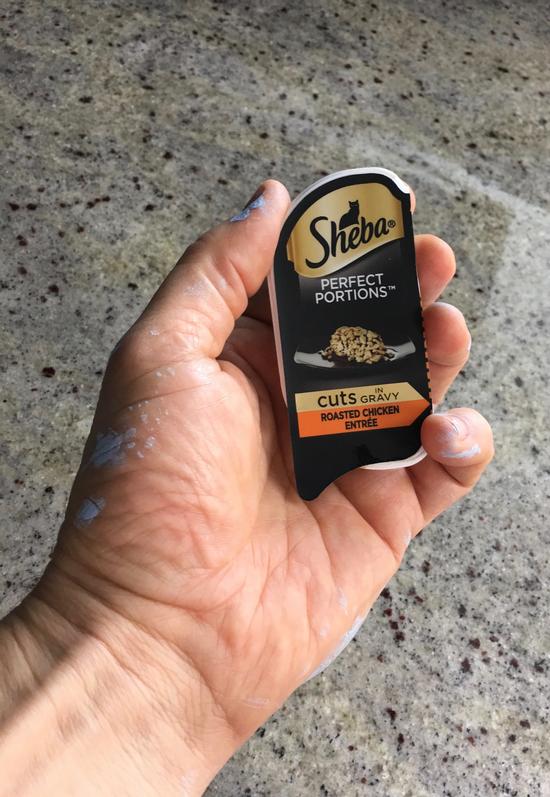 Sheba®
PERFECT
PORTIONS™
cuts IN GRAVY
ROASTED CHICKEN
ENTRÉE